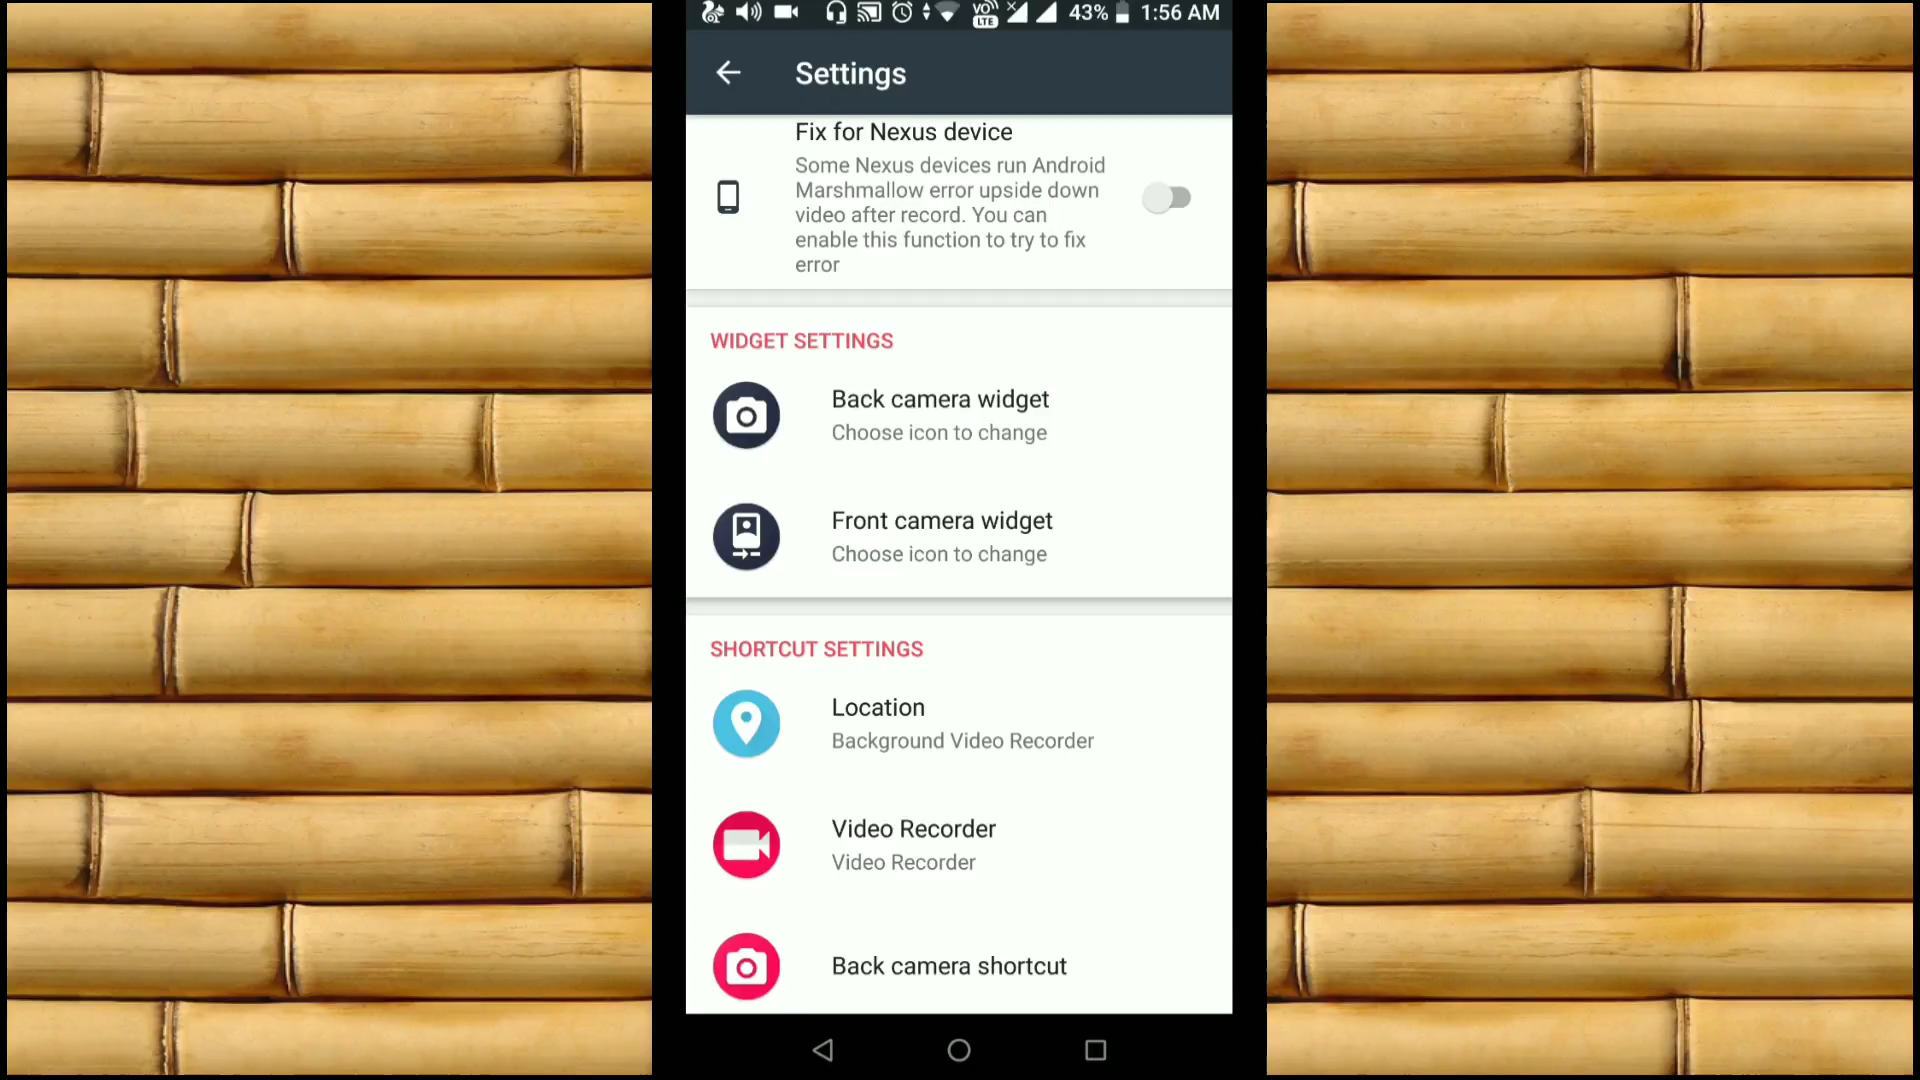 VO LTE 43% 1:56 AM
Settings
Fix for Nexus device
Some Nexus devices run Android
Marshmallow error upside down
video after record. You can
enable this function to try to fix
error
WIDGET SETTINGS
Back camera widget
Choose icon to change
Front camera widget
Choose icon to change
SHORTCUT SETTINGS
Location
Background Video Recorder
Video Recorder
Video Recorder
Back camera shortcut